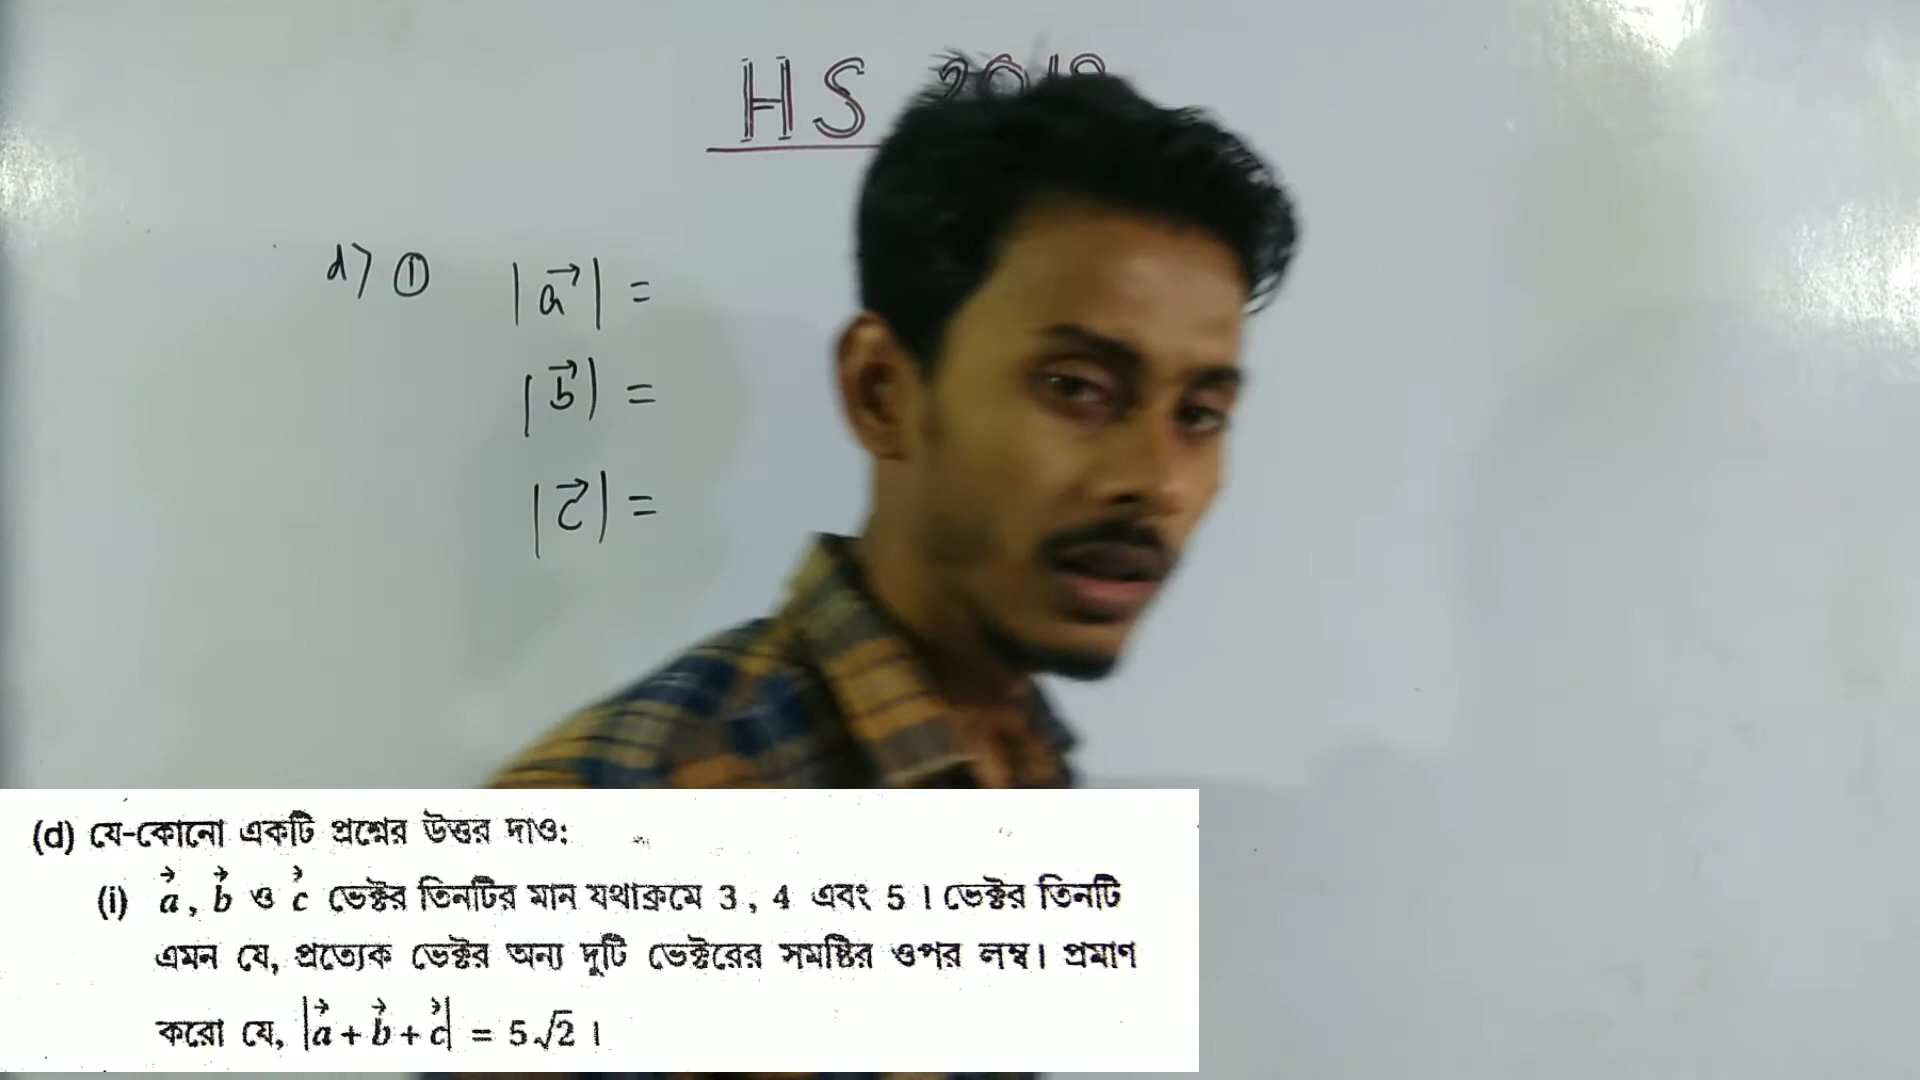 HS
d) ① |a⃗| =
|b⃗| =
|c⃗| =
(d) যে-কোনো একটি প্রশ্নের উত্তর দাও:
(i) a⃗, b⃗ ও c⃗ ভেক্টর তিনটির মান যথাক্রমে 3, 4 এবং 5। ভেক্টর তিনটি
এমন যে, প্রত্যেক ভেক্টর অন্য দুটি ভেক্টরের সমষ্টির ওপর লম্ব। প্রমাণ
করো যে, |a⃗ + b⃗ + c⃗| = 5√2।